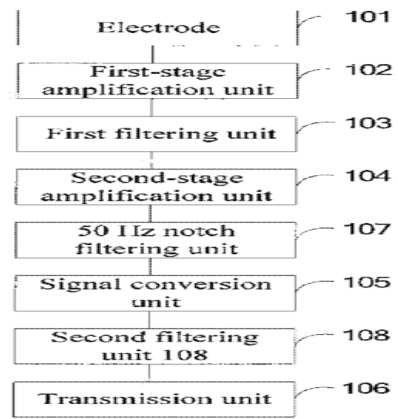 Electrode 101
First-stage 102
amplification unit
First filtering unit 103
Second-stage 104
amplification unit
50 Hz notch 107
filtering unit
Signal conversion 105
unit
Second filtering 108
unit 108
Transmission unit 106